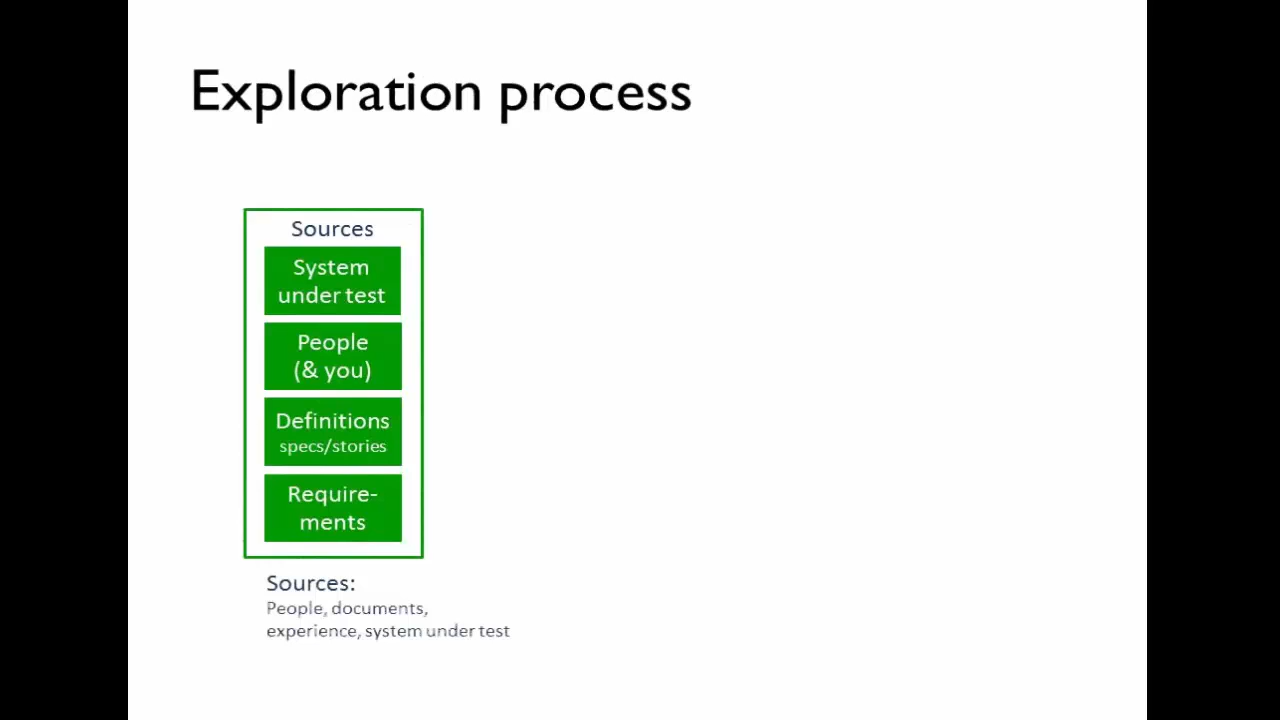 Exploration process
Sources
System
under test
People
(& you)
Definitions
specs/stories
Require-
ments
Sources:
People, documents,
experience, system under test